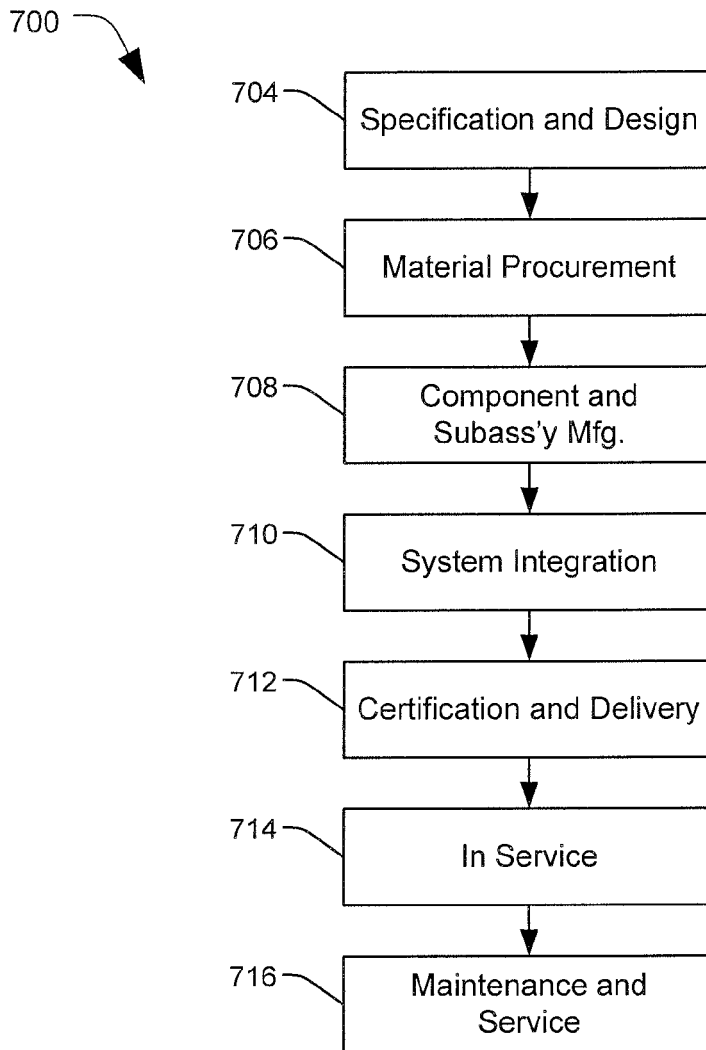 700
704
Specification and Design
706
Material Procurement
708
Component and
Subass'y Mfg.
710
System Integration
712
Certification and Delivery
714
In Service
716
Maintenance and
Service